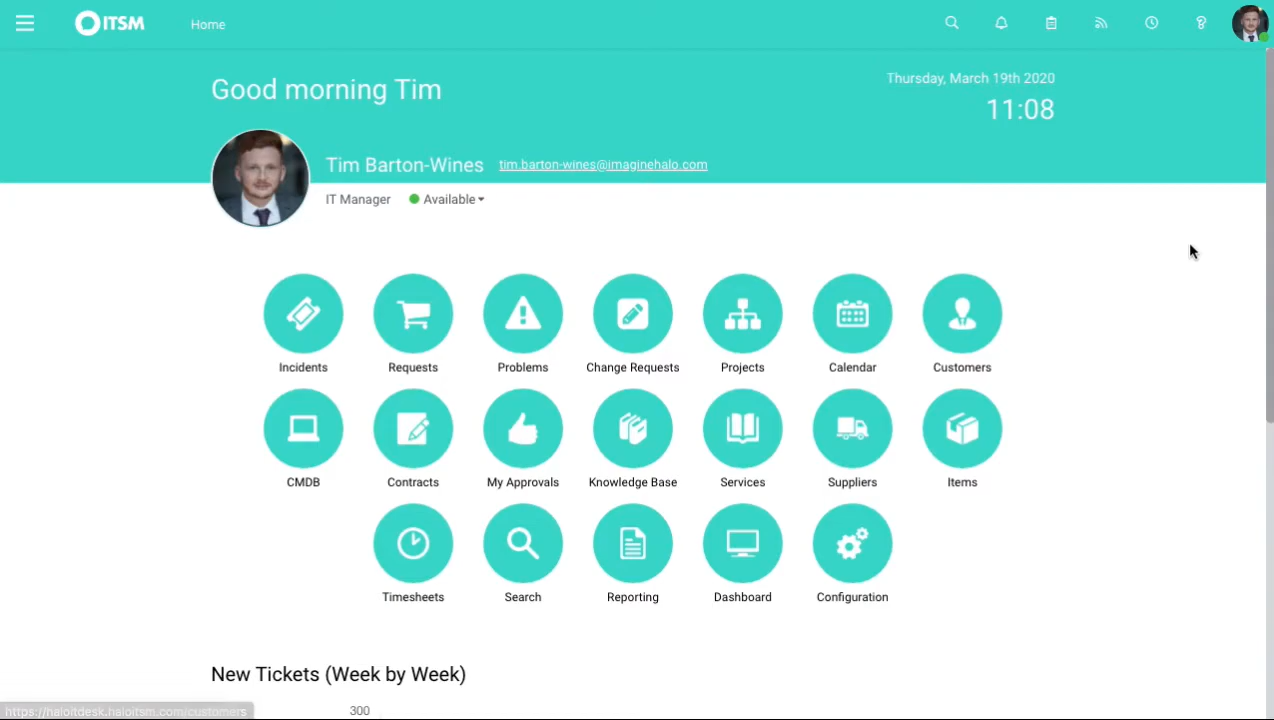 ITSM
Home
Good morning Tim
Thursday, March 19th 2020
11:08
Tim Barton-Wines tim.barton-wines@imaginehalo.com
IT Manager Available
Incidents Requests Problems Change Requests Projects Calendar Customers
CMDB Contracts My Approvals Knowledge Base Services Suppliers Items
Timesheets Search Reporting Dashboard Configuration
New Tickets (Week by Week)
300
https://haloitdesk.haloitsm.com/customers